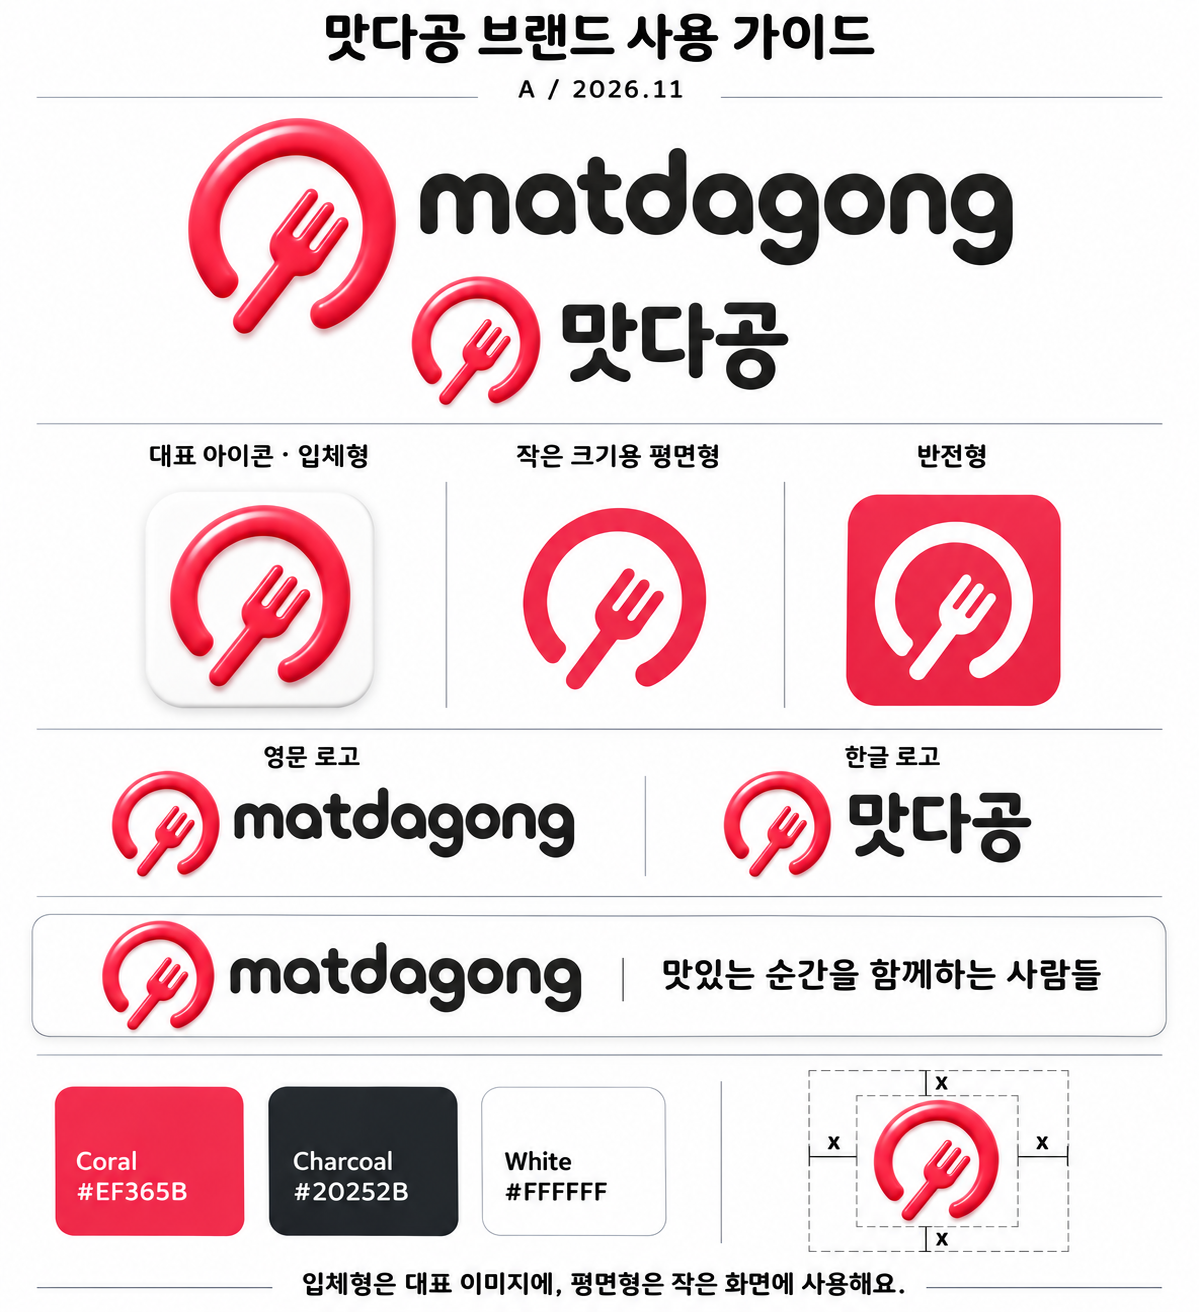 맛다공 브랜드 사용 가이드
A / 2026.11
matdagong
맛다공
대표 아이콘 · 입체형
작은 크기용 평면형
반전형
영문 로고
한글 로고
matdagong
맛다공
matdagong
맛있는 순간을 함께하는 사람들
Coral
#EF365B
Charcoal
#20252B
White
#FFFFFF
x
x
x
x
입체형은 대표 이미지에, 평면형은 작은 화면에 사용해요.